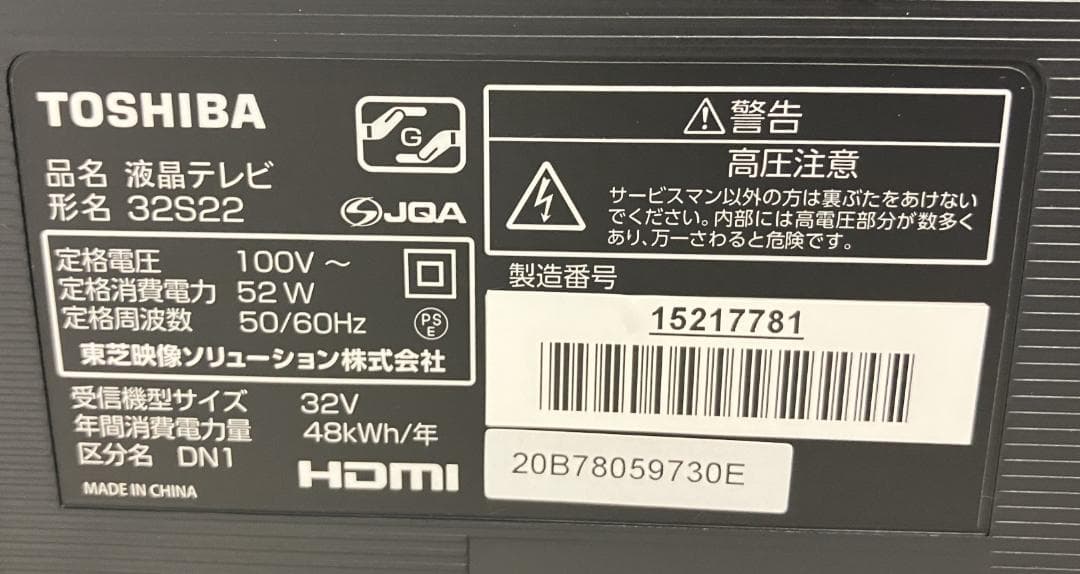 TOSHIBA
G
品名 液晶テレビ
形名 32S22
JQA
定格電圧 100V ～
定格消費電力 52W
定格周波数 50/60Hz
PS
E
東芝映像ソリューション株式会社
受信機型サイズ 32V
年間消費電力量 48kWh/年
区分名 DN1
MADE IN CHINA
HDMI
警告
高圧注意
サービスマン以外の方は裏ぶたをあけない
でください。内部には高電圧部分が数多く
あり、万一さわると危険です。
製造番号
15217781
20B78059730E